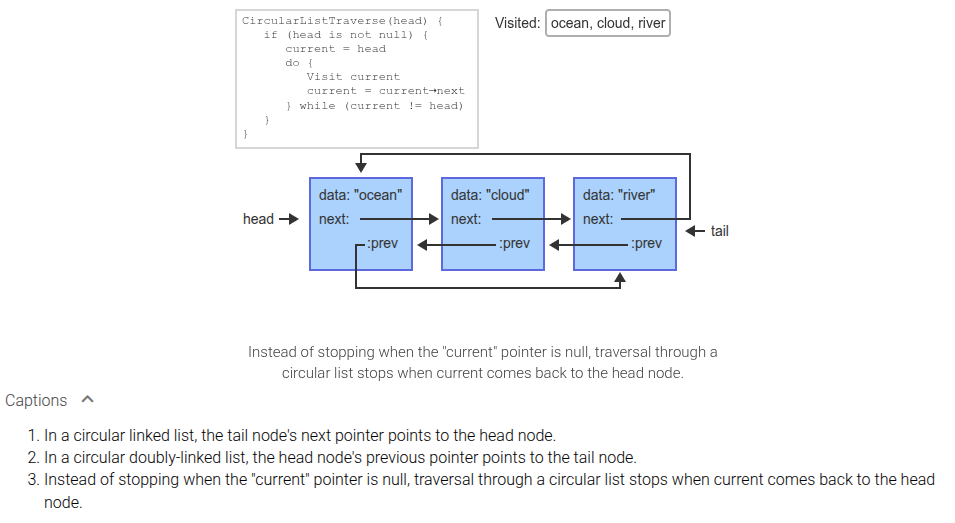 CircularListTraverse(head) {
if (head is not null) {
current = head
do {
Visit current
current = current→next
} while (current != head)
}
}
Visited: ocean, cloud, river
data: "ocean"
next:
:prev
data: "cloud"
next:
:prev
data: "river"
next:
:prev
head
tail
Instead of stopping when the "current" pointer is null, traversal through a
circular list stops when current comes back to the head node.
Captions
1. In a circular linked list, the tail node's next pointer points to the head node.
2. In a circular doubly-linked list, the head node's previous pointer points to the tail node.
3. Instead of stopping when the "current" pointer is null, traversal through a circular list stops when current comes back to the head
node.